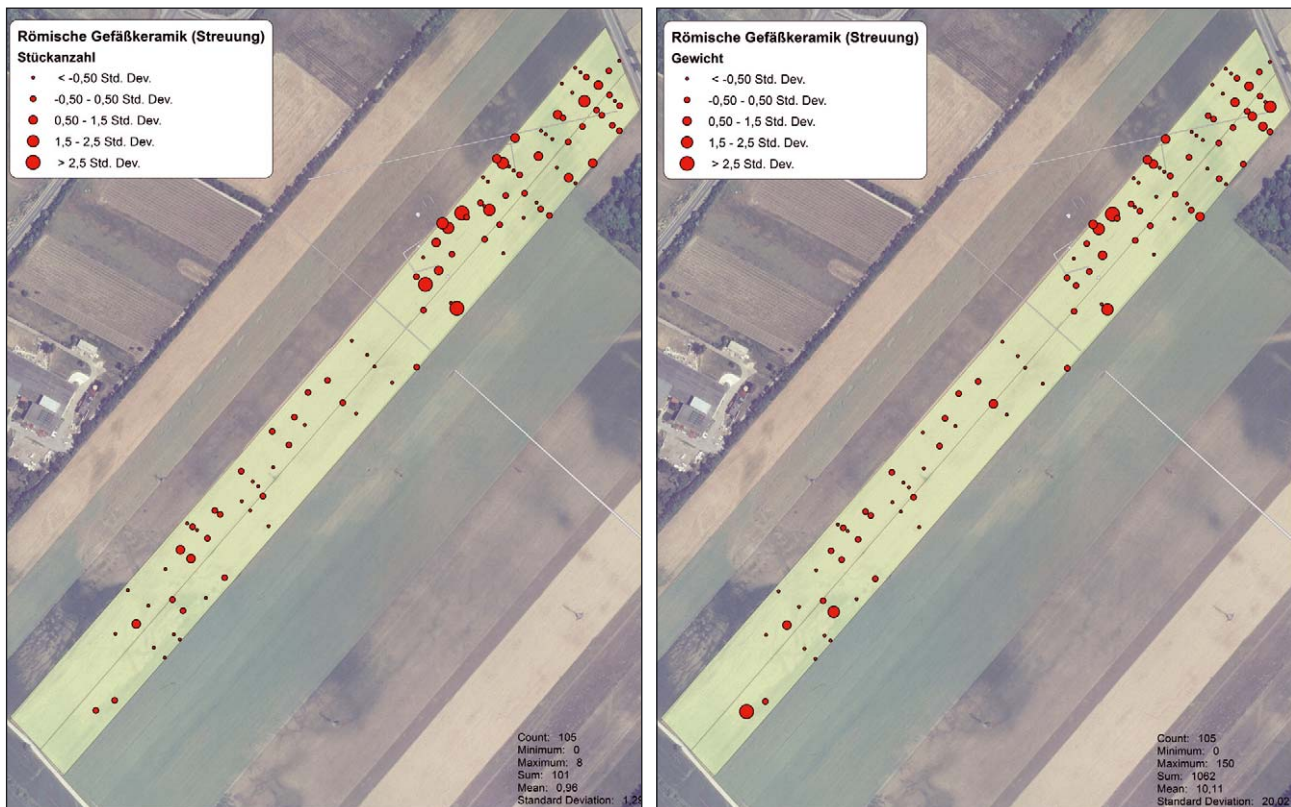 Römische Gefäßkeramik (Streuung)
Stückanzahl
< -0,50 Std. Dev.
-0,50 - 0,50 Std. Dev.
0,50 - 1,5 Std. Dev.
1,5 - 2,5 Std. Dev.
> 2,5 Std. Dev.
Count: 105
Minimum: 0
Maximum: 8
Sum: 101
Mean: 0,96
Standard Deviation: 1,28
Römische Gefäßkeramik (Streuung)
Gewicht
< -0,50 Std. Dev.
-0,50 - 0,50 Std. Dev.
0,50 - 1,5 Std. Dev.
1,5 - 2,5 Std. Dev.
> 2,5 Std. Dev.
Count: 105
Minimum: 0
Maximum: 150
Sum: 1062
Mean: 10,11
Standard Deviation: 20,02